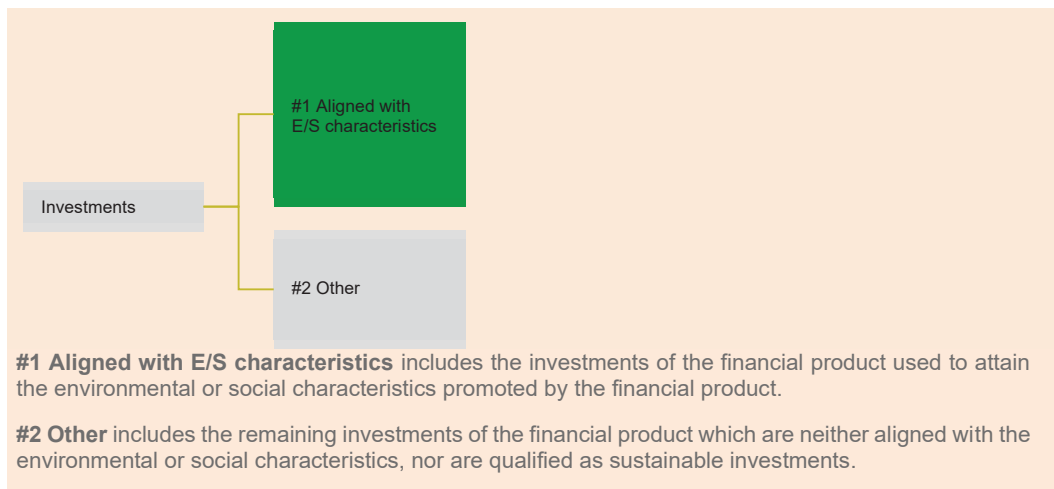 #1 Aligned with
E/S characteristics
Investments
#2 Other
#1 Aligned with E/S characteristics includes the investments of the financial product used to attain
the environmental or social characteristics promoted by the financial product.
#2 Other includes the remaining investments of the financial product which are neither aligned with the
environmental or social characteristics, nor are qualified as sustainable investments.